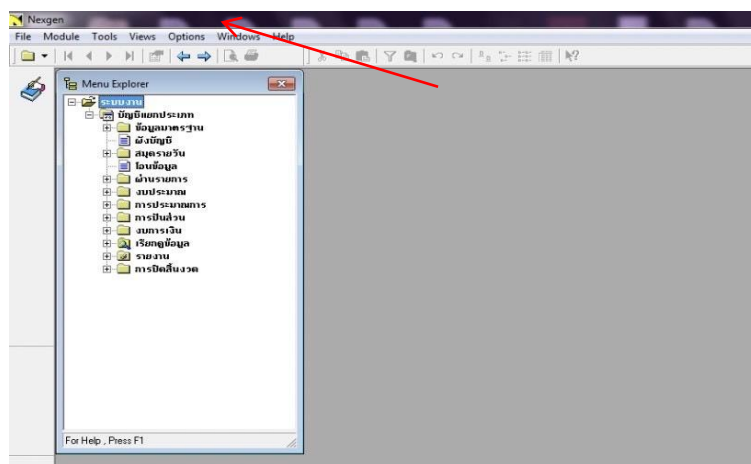 Nexgen
File Module Tools Views Options Windows Help
Menu Explorer
ระบบงาน
บัญชีแยกประเภท
ข้อมูลมาตรฐาน
ผังบัญชี
สมุดรายวัน
โอนข้อมูล
ผ่านรายการ
งบประมาณ
การประมาณการ
การปันส่วน
งบการเงิน
เรียกดูข้อมูล
รายงาน
การปิดสิ้นงวด
For Help , Press F1